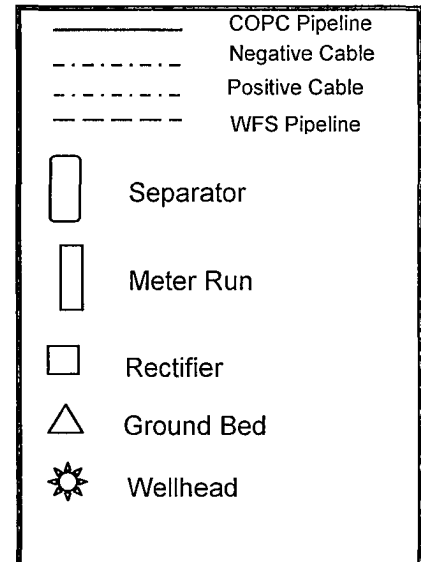 COPC Pipeline
Negative Cable
Positive Cable
WFS Pipeline
Separator
Meter Run
Rectifier
Ground Bed
Wellhead